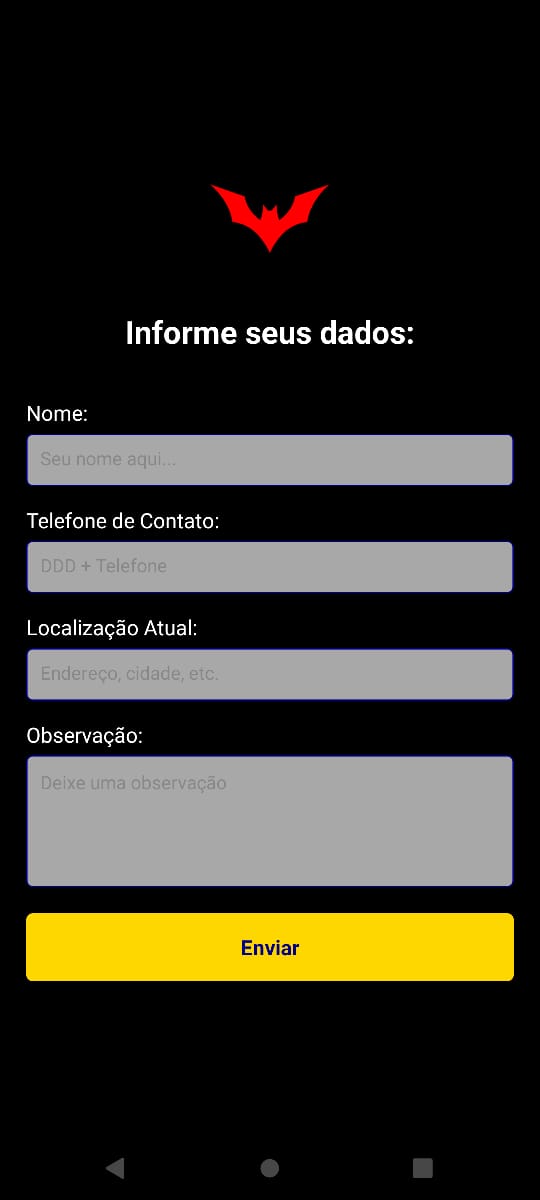 Informe seus dados:
Nome:
Seu nome aqui...
Telefone de Contato:
DDD + Telefone
Localização Atual:
Endereço, cidade, etc.
Observação:
Deixe uma observação
Enviar